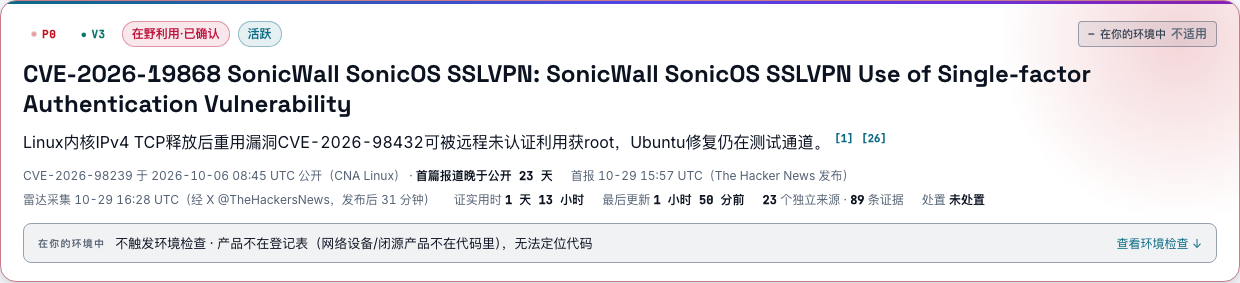 P0 V3 在野利用·已确认 活跃 — 在你的环境中 不适用
CVE-2026-19868 SonicWall SonicOS SSLVPN: SonicWall SonicOS SSLVPN Use of Single-factor
Authentication Vulnerability
Linux内核IPv4 TCP释放后重用漏洞CVE-2026-98432可被远程未认证利用获root，Ubuntu修复仍在测试通道。 [1] [26]
CVE-2026-98239 于 2026-10-06 08:45 UTC 公开（CNA Linux） · 首篇报道晚于公开 23 天 首报 10-29 15:57 UTC（The Hacker News 发布）
雷达采集 10-29 16:28 UTC（经 X @TheHackersNews，发布后 31 分钟） 证实用时 1 天 13 小时 最后更新 1 小时 50 分前 23 个独立来源 · 89 条证据 处置 未处置
在你的环境中 不触发环境检查 · 产品不在登记表（网络设备/闭源产品不在代码里），无法定位代码 查看环境检查 ↓